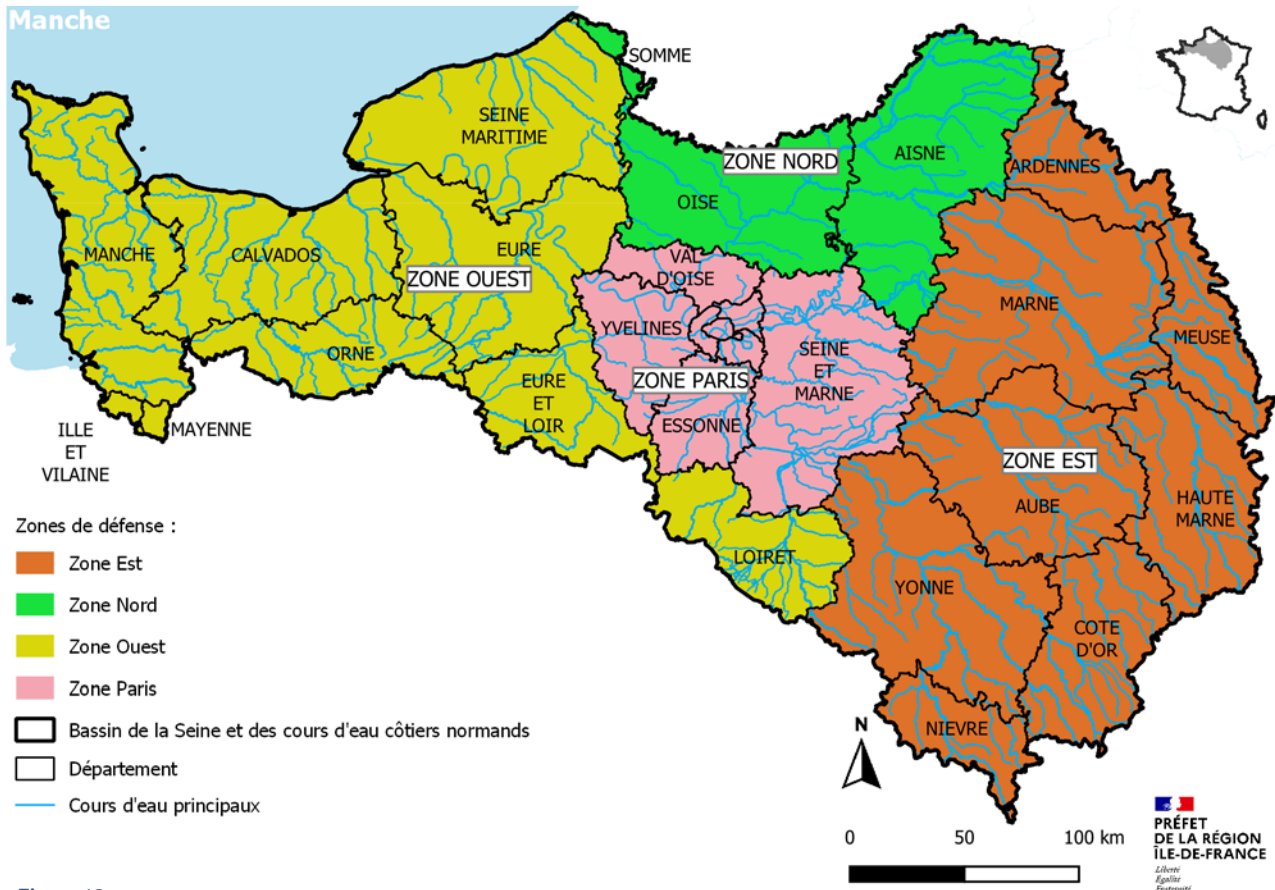 Manche
SOMME
SEINE
MARITIME
ZONE NORD
AISNE
ARDENNES
OISE
MANCHE
CALVADOS
EURE
ZONE OUEST
VAL
D'OISE
MARNE
YVELINES
ORNE
SEINE
ET
MARNE
MEUSE
ZONE PARIS
EURE
ET
LOIR
ESSONNE
ILLE
ET
VILAINE
MAYENNE
ZONE EST
AUBE
HAUTE
MARNE
LOIRET
YONNE
COTE
D'OR
NIEVRE
Zones de défense :
Zone Est
Zone Nord
Zone Ouest
Zone Paris
Bassin de la Seine et des cours d'eau côtiers normands
Département
Cours d'eau principaux
N
0 50 100 km
PRÉFET
DE LA RÉGION
ÎLE-DE-FRANCE
Liberté
Égalité
Fraternité